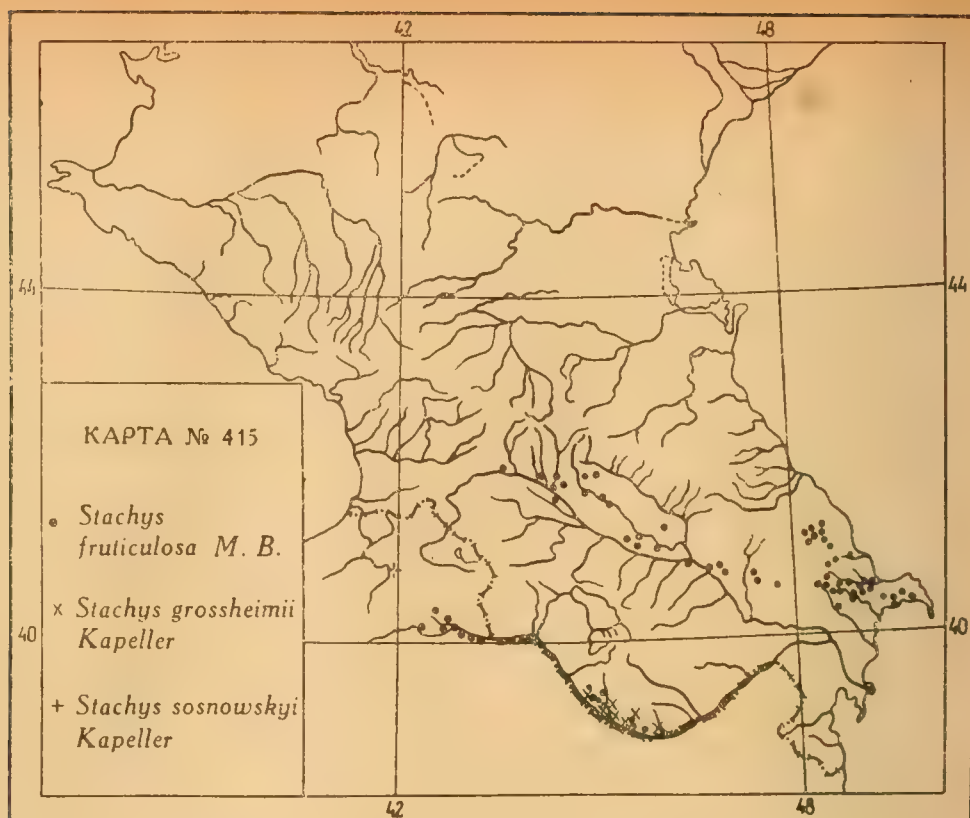 42 48
44 44
КАРТА № 415
• Stachys
fruticulosa M. B.
× Stachys grossheimii
Kapeller
40 40
+ Stachys sosnowskyi
Kapeller
42 48